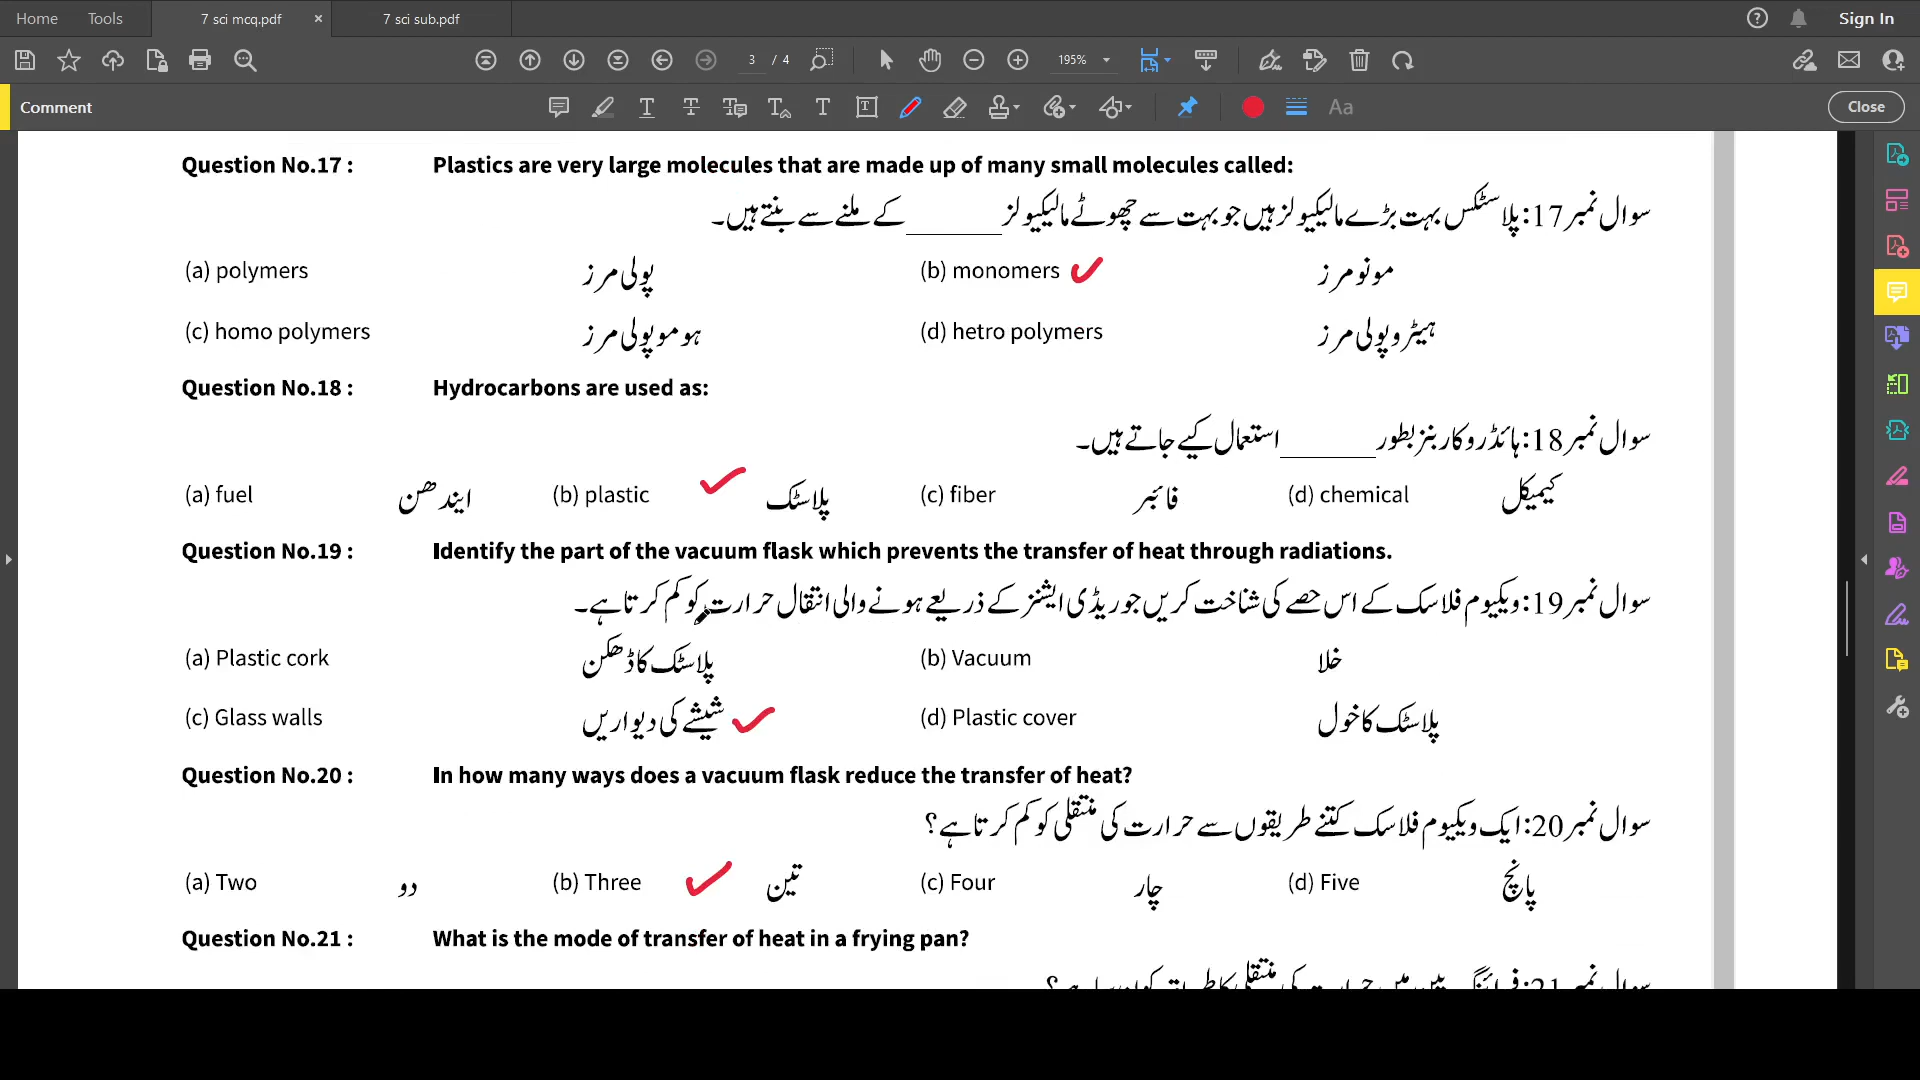 Home Tools 7 sci mcq.pdf × 7 sci sub.pdf Sign In
3 / 4 195%
Comment Aa Close
Question No.17 : Plastics are very large molecules that are made up of many small molecules called:
سوال نمبر 17: پلاسٹکس بہت بڑے مالیکیولز ہیں جو بہت سے چھوٹے مالیکیولز ________ کے ملنے سے بنتے ہیں۔
(a) polymers پولی مرز (b) monomers مونومرز
(c) homo polymers ہومو پولی مرز (d) hetro polymers ہیٹرو پولی مرز
Question No.18 : Hydrocarbons are used as:
سوال نمبر 18: ہائڈروکاربنز بطور ________ استعمال کیے جاتے ہیں۔
(a) fuel ایندھن (b) plastic پلاسٹک (c) fiber فائبر (d) chemical کیمیکل
Question No.19 : Identify the part of the vacuum flask which prevents the transfer of heat through radiations.
سوال نمبر 19: ویکیوم فلاسک کے اس حصے کی شناخت کریں جو ریڈی ایشنز کے ذریعے ہونے والی انتقال حرارت کو کم کرتا ہے۔
(a) Plastic cork پلاسٹک کا ڈھکن (b) Vacuum خلا
(c) Glass walls شیشے کی دیواریں (d) Plastic cover پلاسٹک کا خول
Question No.20 : In how many ways does a vacuum flask reduce the transfer of heat?
سوال نمبر 20: ایک ویکیوم فلاسک کتنے طریقوں سے حرارت کی منتقلی کو کم کرتا ہے؟
(a) Two دو (b) Three تین (c) Four چار (d) Five پانچ
Question No.21 : What is the mode of transfer of heat in a frying pan?